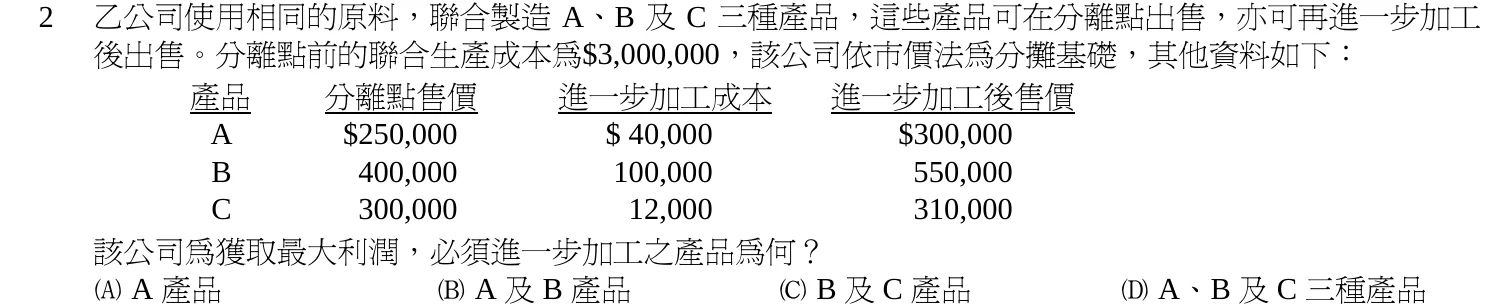 2 乙公司使用相同的原料，聯合製造 A、B 及 C 三種產品，這些產品可在分離點出售，亦可再進一步加工
後出售。分離點前的聯合生產成本為$3,000,000，該公司依市價法為分攤基礎，其他資料如下：
產品 分離點售價 進一步加工成本 進一步加工後售價
A $250,000 $ 40,000 $300,000
B 400,000 100,000 550,000
C 300,000 12,000 310,000
該公司為獲取最大利潤，必須進一步加工之產品為何？
(A) A 產品 (B) A 及 B 產品 (C) B 及 C 產品 (D) A、B 及 C 三種產品